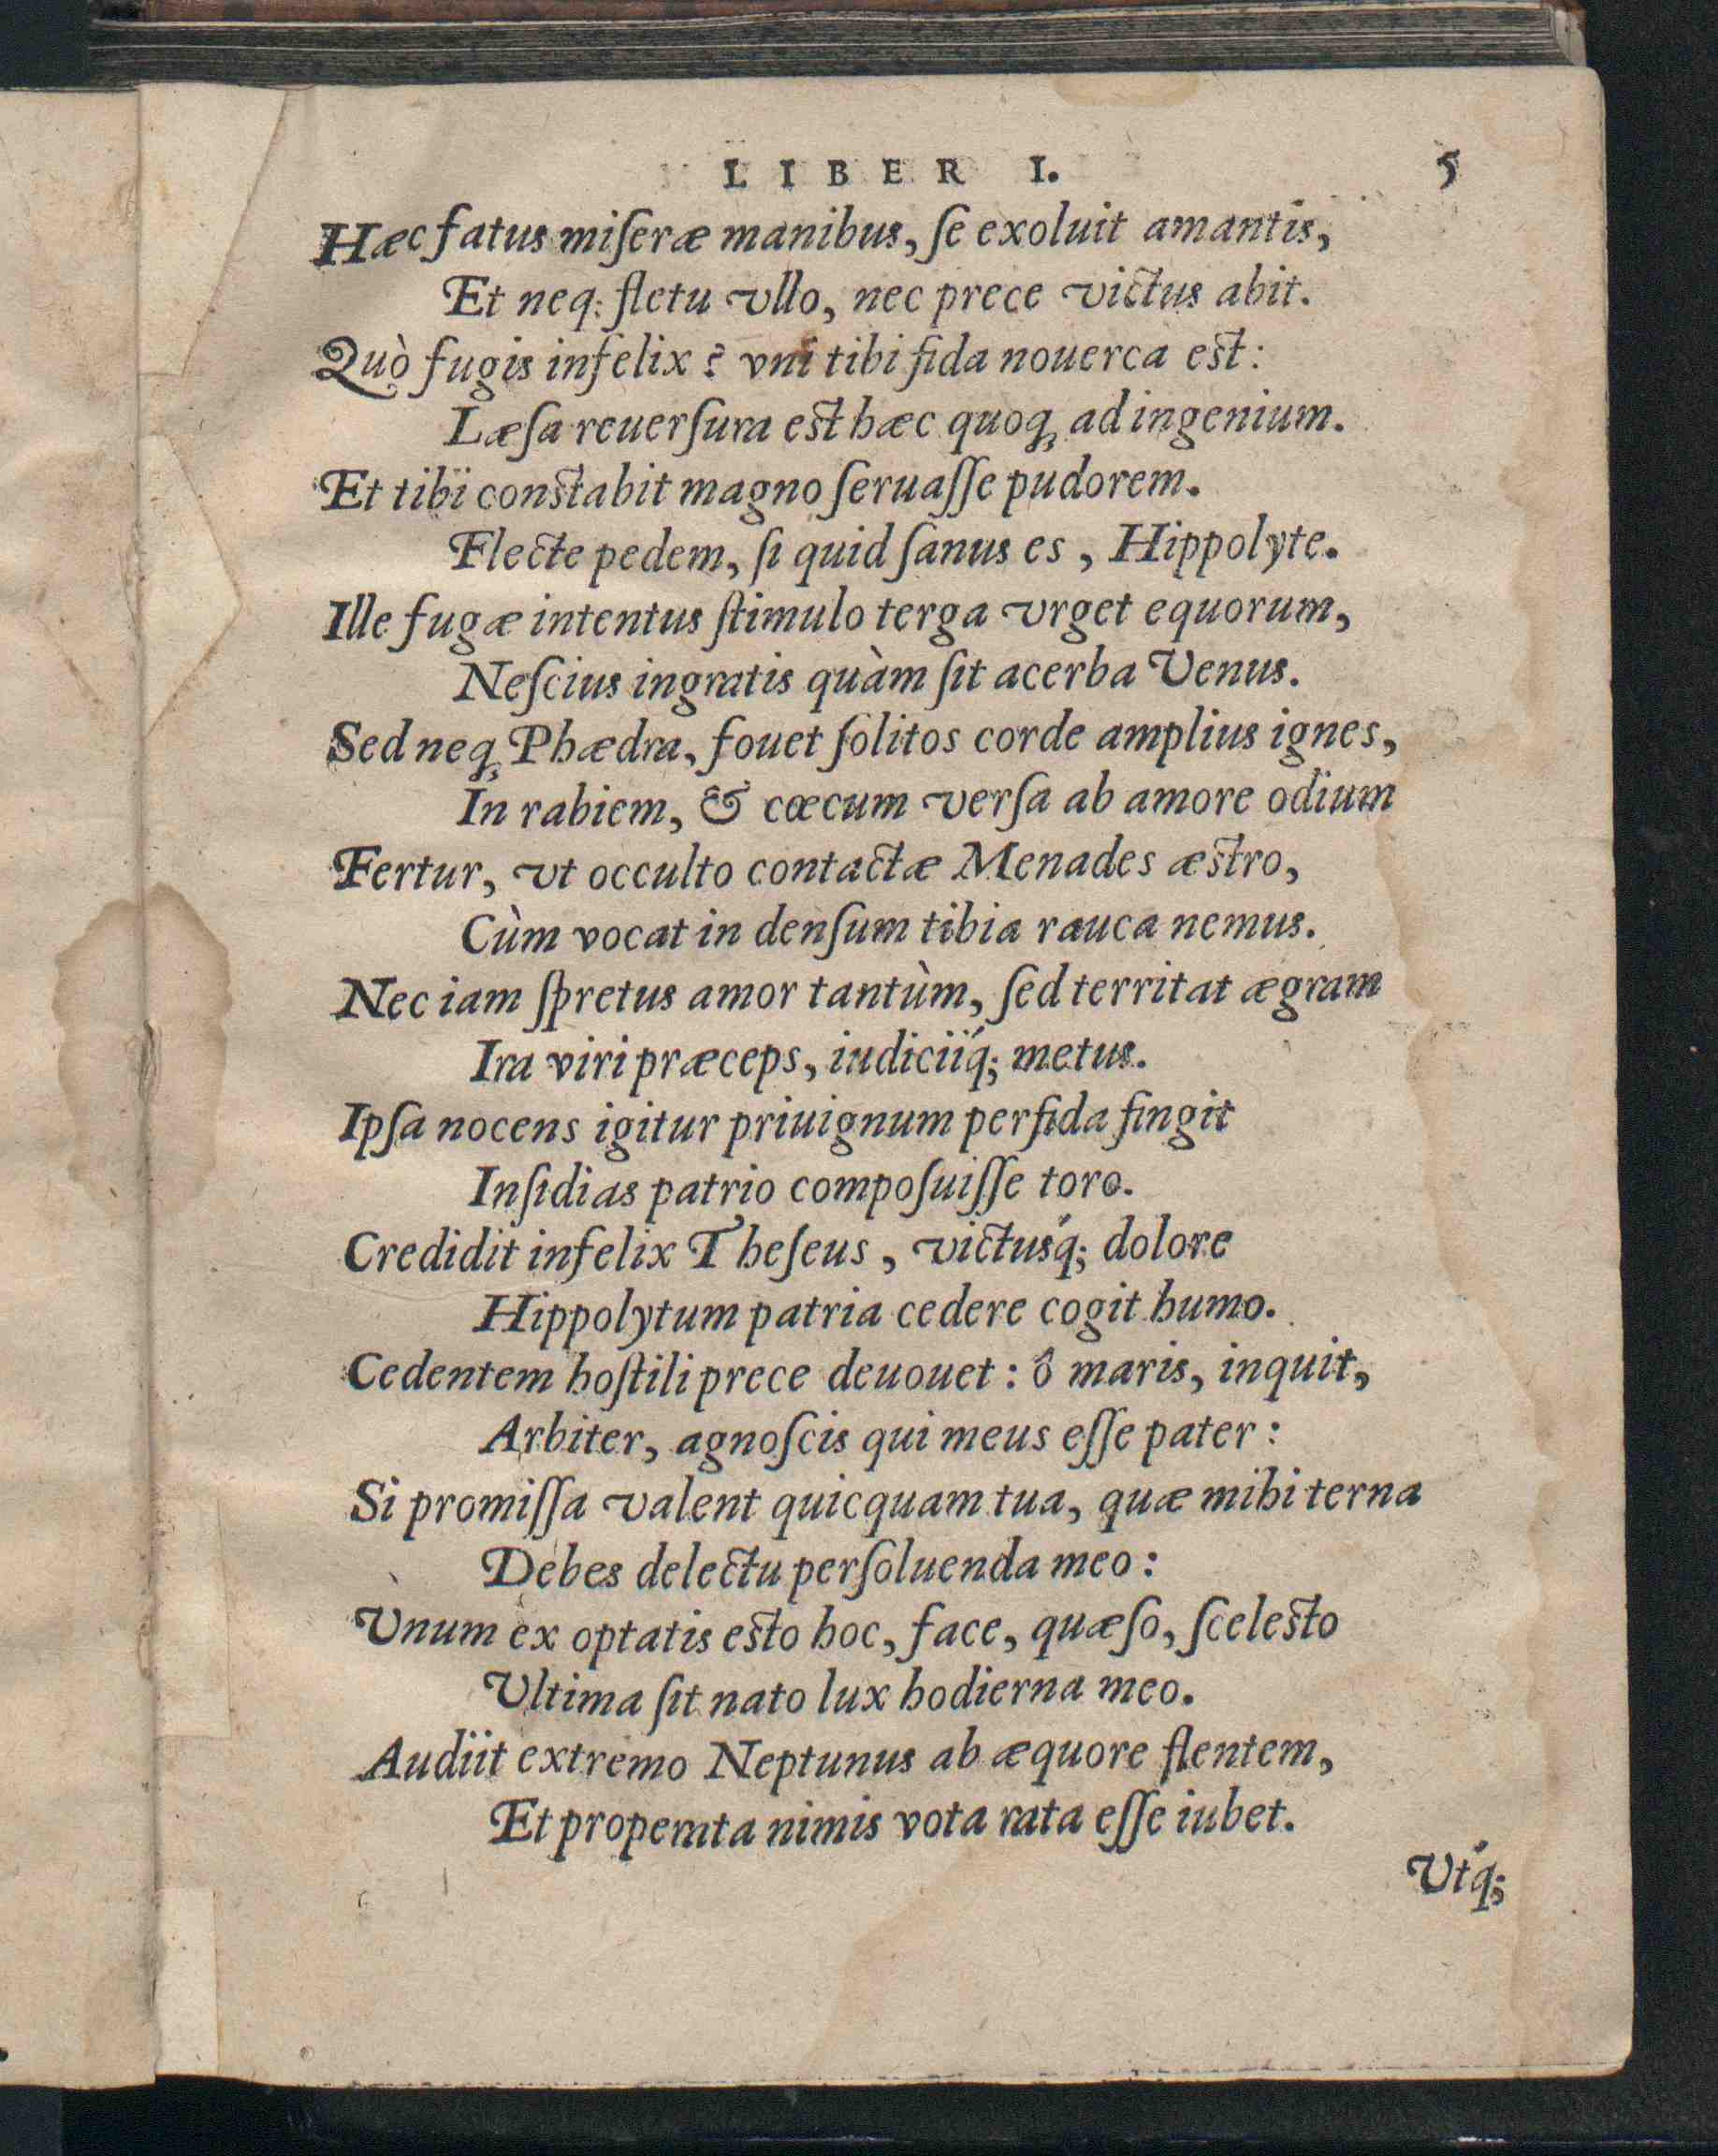 LIBER I. 5
Hæc fatus miſeræ manibus, ſe exoluit amantis,
Et neq; fletu vllo, nec prece victus abit.
Quò fugis infelix? vni tibi fida nouerca est:
Læſa reuerſura est hæc quoq; ad ingenium.
Et tibi constabit magno ſeruaſſe pudorem.
Flecte pedem, ſi quid ſanus es, Hippolyte.
Ille fugæ intentus ſtimulo terga vrget equorum,
Neſcius ingratis quàm ſit acerba Venus.
Sed neq; Phædra, fouet ſolitos corde amplius ignes,
In rabiem, & cœcum verſa ab amore odium
Fertur, vt occulto contactæ Menades æstro,
Cùm vocat in denſum tibia rauca nemus.
Nec iam ſpretus amor tantùm, ſed territat ægram
Ira viri præceps, iudicii´q; metus.
Ipſa nocens igitur priuignum perfida fingit
Inſidias patrio compoſuiſſe toro.
Credidit infelix Theſeus, victus´q; dolore
Hippolytum patria cedere cogit humo.
Cedentem hoſtili prece deuouet: ô maris, inquit,
Arbiter, agnoſcis qui meus eſſe pater:
Si promiſſa valent quicquam tua, quæ mihi terna
Debes delectu perſoluenda meo:
Vnum ex optatis esto hoc, face, quæſo, ſcelesto
Vltima ſit nato lux hodierna meo.
Audiit extremo Neptunus ab æquore flentem,
Et properata nimis vota rata eſſe iubet.
Vt´q;